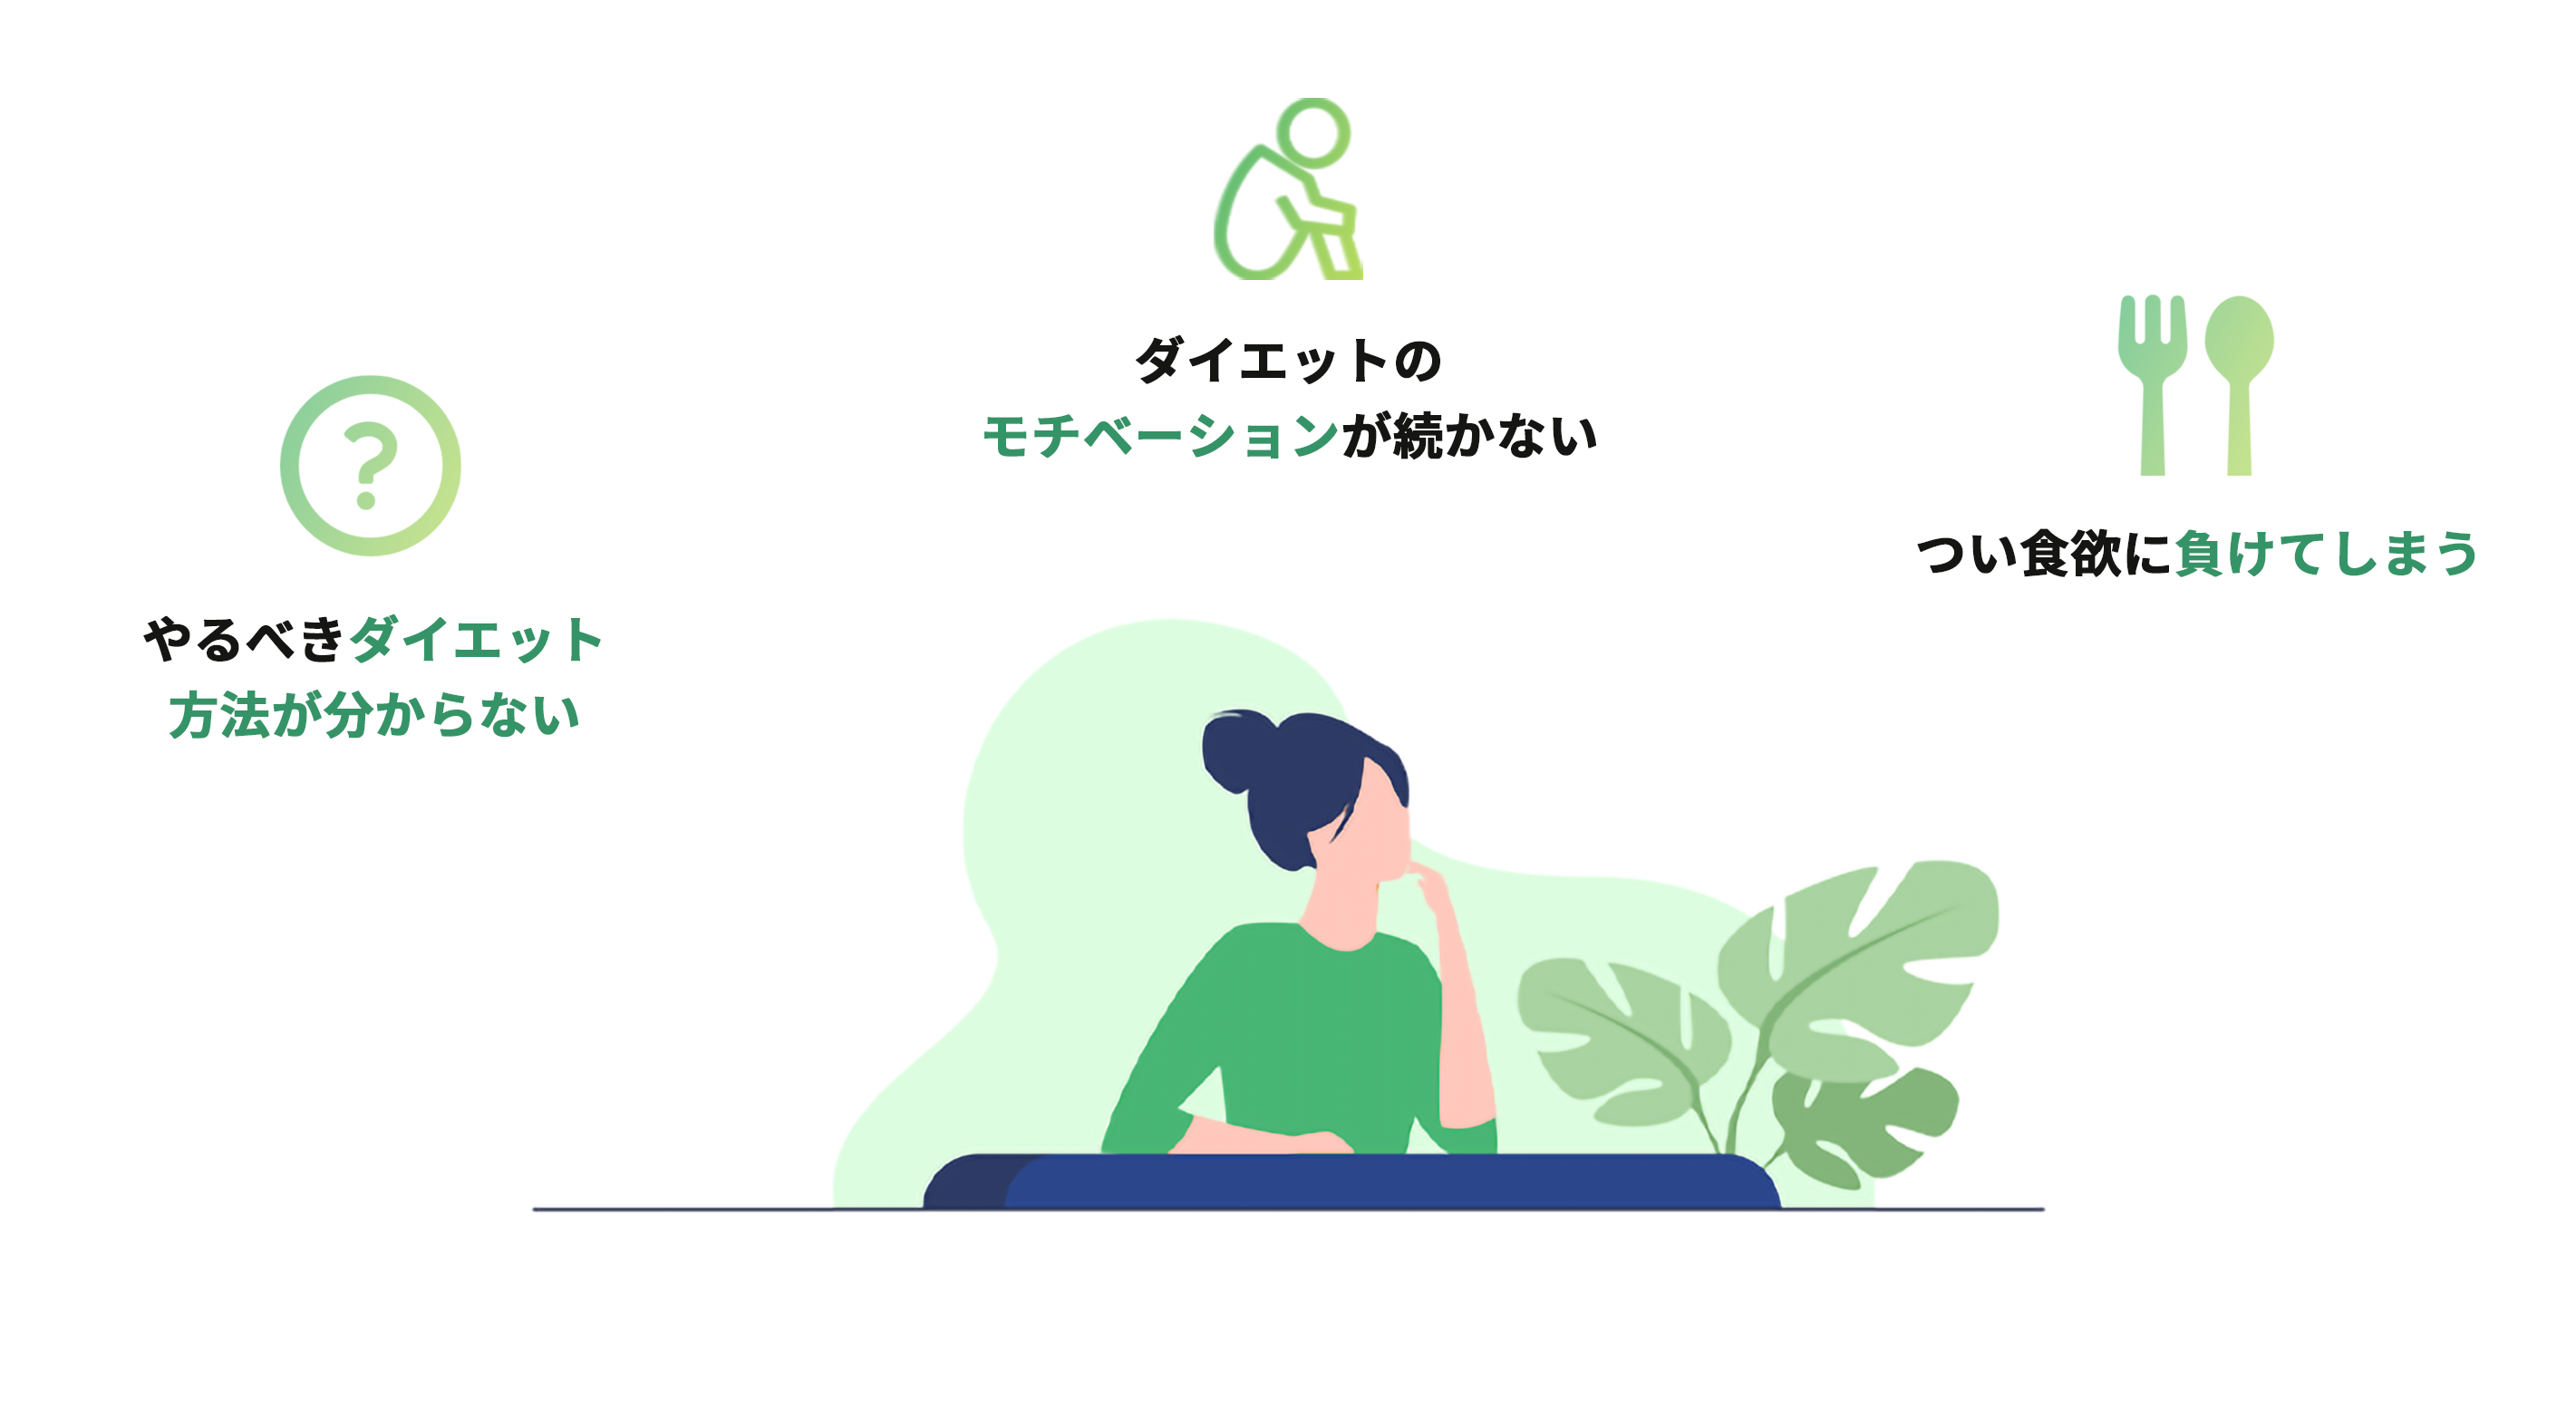 ダイエットの
モチベーションが続かない
つい食欲に負けてしまう
やるべきダイエット
方法が分からない